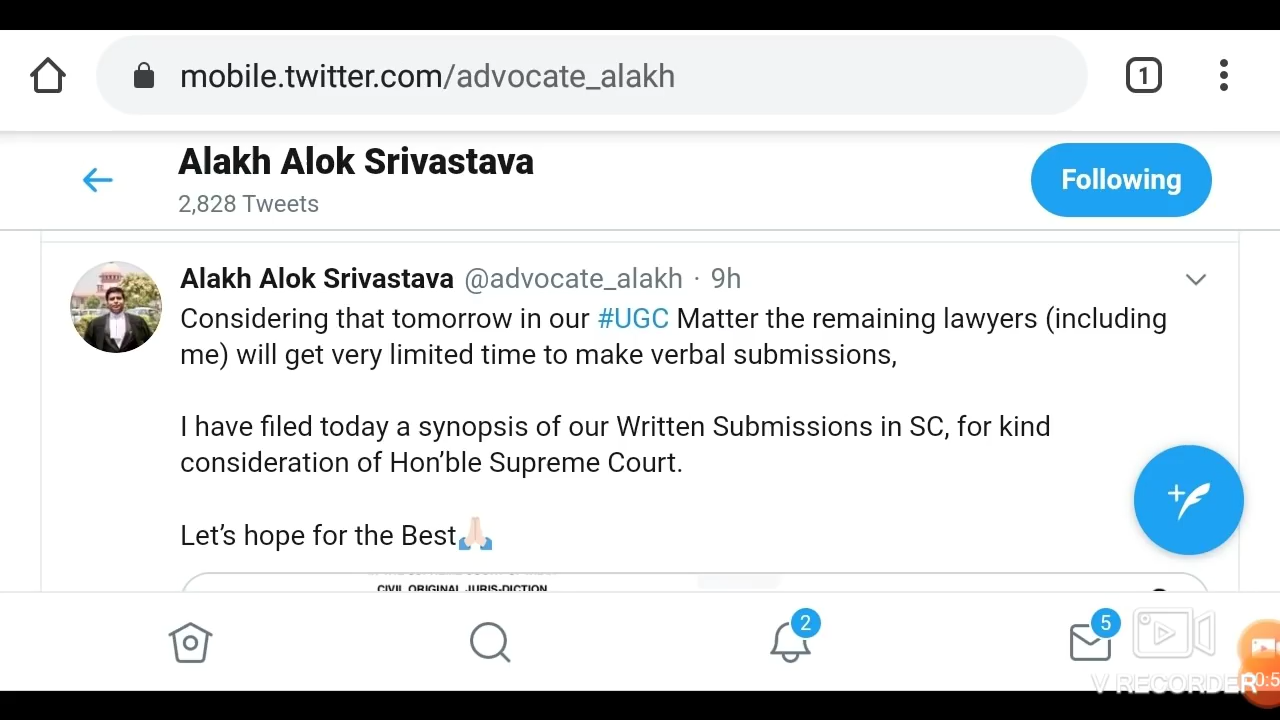 1
mobile.twitter.com/advocate_alakh
Alakh Alok Srivastava
2,828 Tweets
Following
Alakh Alok Srivastava @advocate_alakh · 9h
Considering that tomorrow in our #UGC Matter the remaining lawyers (including
me) will get very limited time to make verbal submissions,
I have filed today a synopsis of our Written Submissions in SC, for kind
consideration of Hon’ble Supreme Court.
Let’s hope for the Best🙏🏻
CIVIL ORIGINAL JURIS-DICTION
2
5
V RECORDER